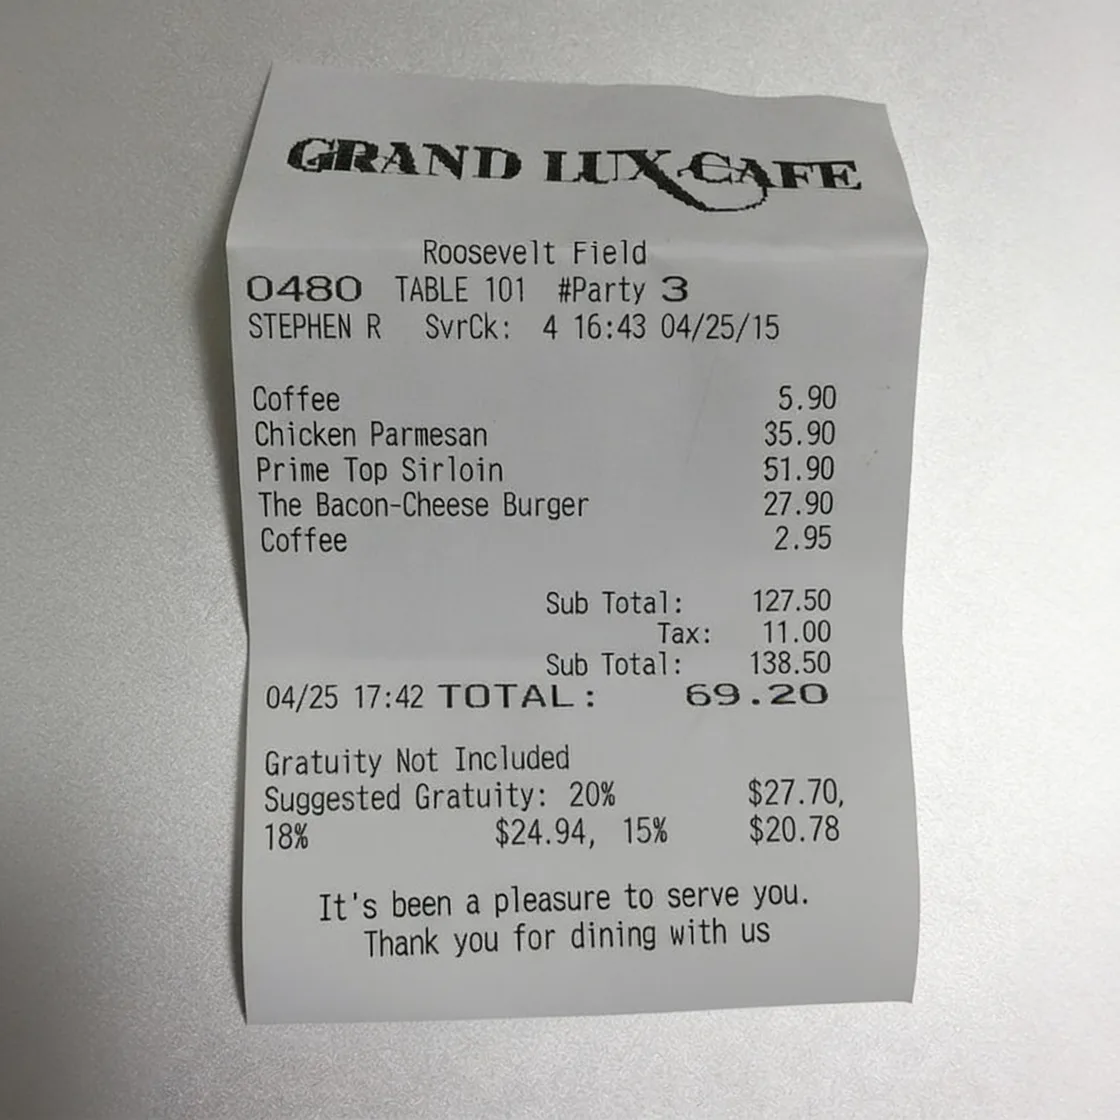 GRAND LUX CAFE
Roosevelt Field
0480 TABLE 101 #Party 3
STEPHEN R SvrCk: 4 16:43 04/25/15
Coffee 5.90
Chicken Parmesan 35.90
Prime Top Sirloin 51.90
The Bacon-Cheese Burger 27.90
Coffee 2.95
Sub Total: 127.50
Tax: 11.00
Sub Total: 138.50
04/25 17:42 TOTAL: 69.20
Gratuity Not Included
Suggested Gratuity: 20% $27.70,
18% $24.94, 15% $20.78
It's been a pleasure to serve you.
Thank you for dining with us